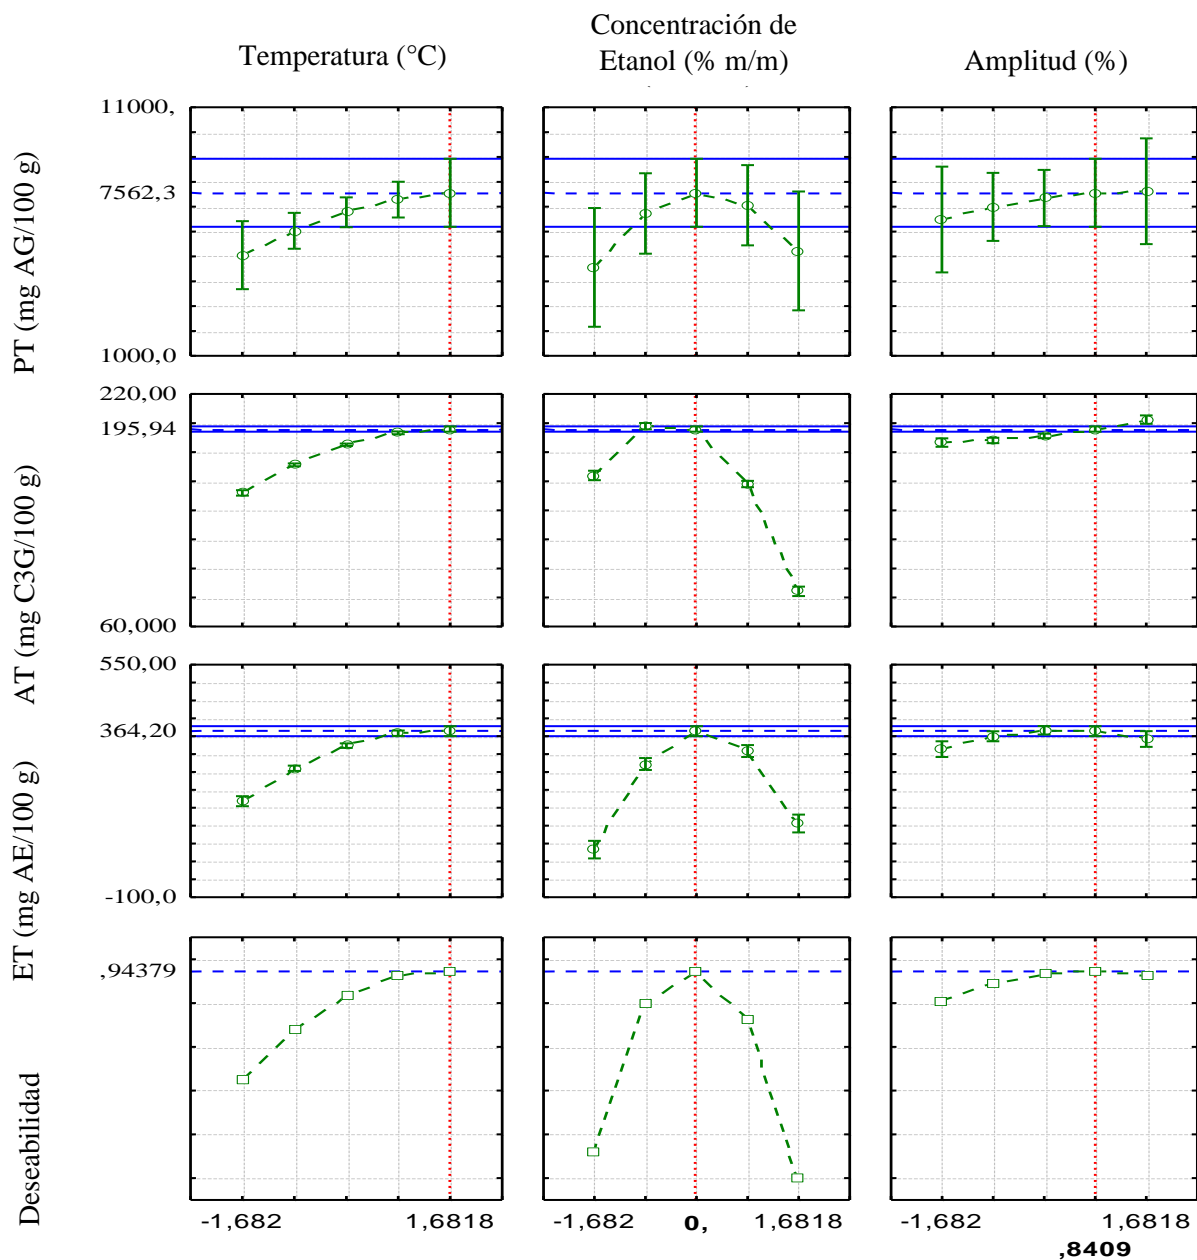 Temperatura (°C)
Concentración de
Etanol (% m/m)
Amplitud (%)
PT (mg AG/100 g)
11000,
7562,3
1000,0
AT (mg C3G/100 g)
220,00
195,94
60,000
ET (mg AE/100 g)
550,00
364,20
-100,0
Deseabilidad
,94379
-1,682 1,6818
-1,682 0, 1,6818
-1,682 1,6818
,8409